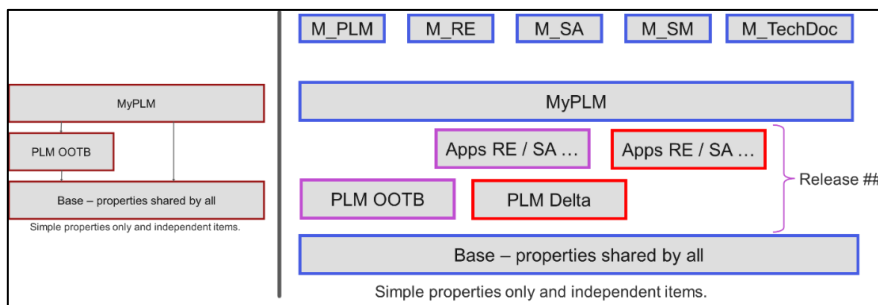 MyPLM
PLM OOTB
Base – properties shared by all
Simple properties only and independent items.
M_PLM
M_RE
M_SA
M_SM
M_TechDoc
MyPLM
Apps RE / SA ...
Apps RE / SA ...
Release ##
PLM OOTB
PLM Delta
Base – properties shared by all
Simple properties only and independent items.